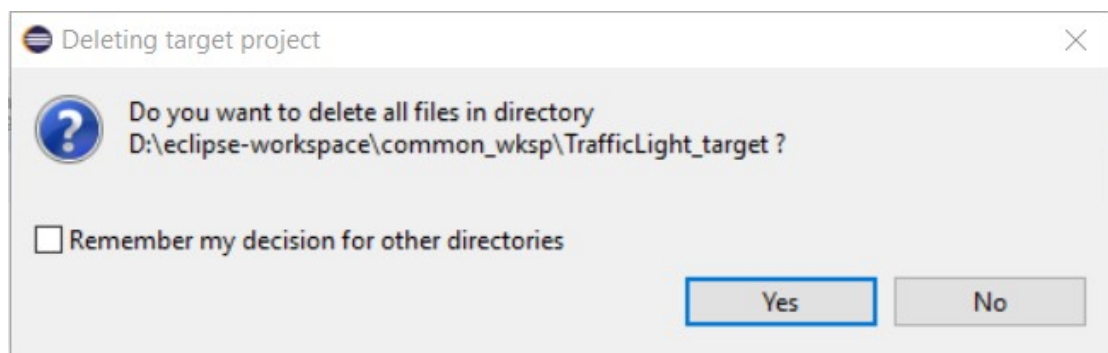 Deleting target project
Do you want to delete all files in directory
D:\eclipse-workspace\common_wksp\TrafficLight_target ?
Remember my decision for other directories
Yes
No